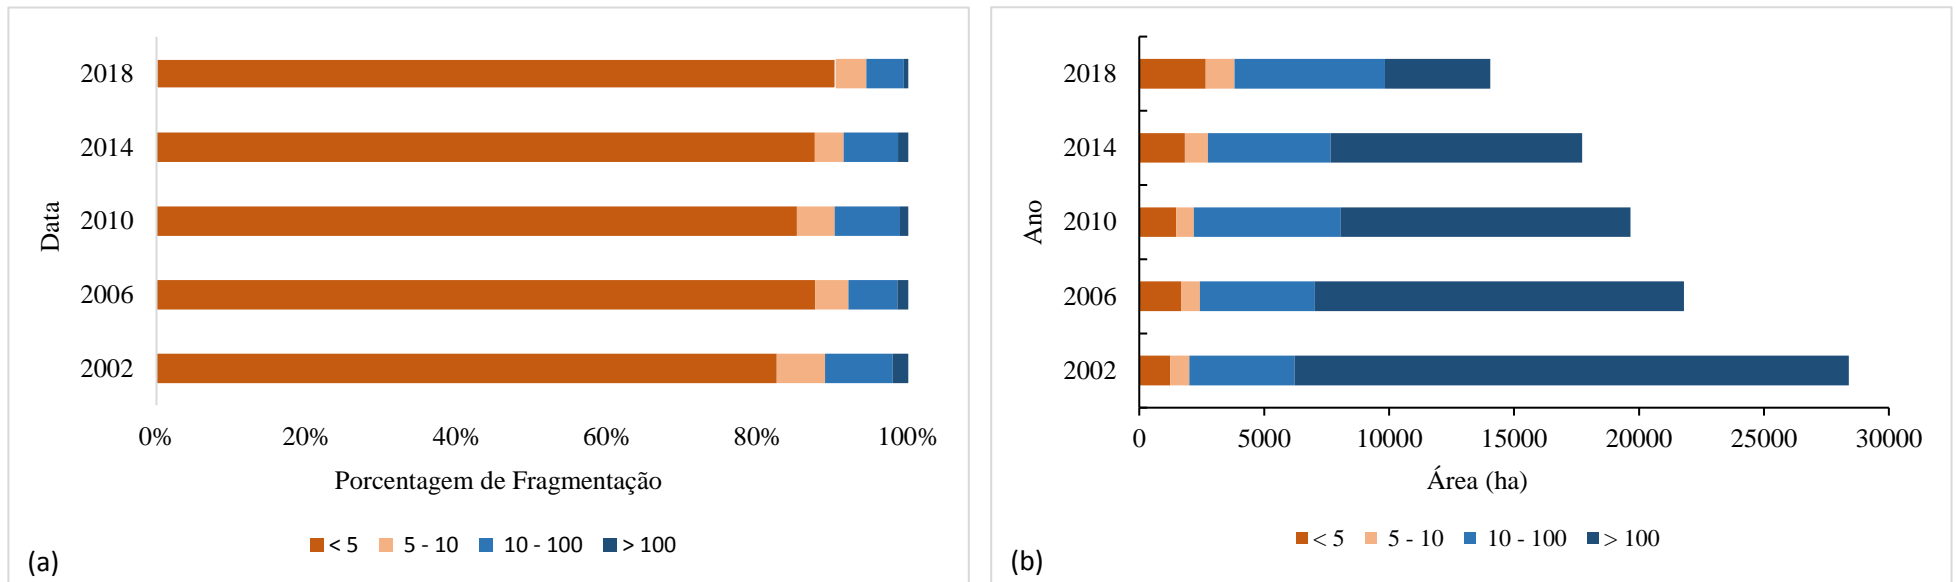 2018
2014
2010
2006
2002
Data
0% 20% 40% 60% 80% 100%
Porcentagem de Fragmentação
< 5 5 - 10 10 - 100 > 100
(a)
2018
2014
2010
2006
2002
Ano
0 5000 10000 15000 20000 25000 30000
Área (ha)
< 5 5 - 10 10 - 100 > 100
(b)